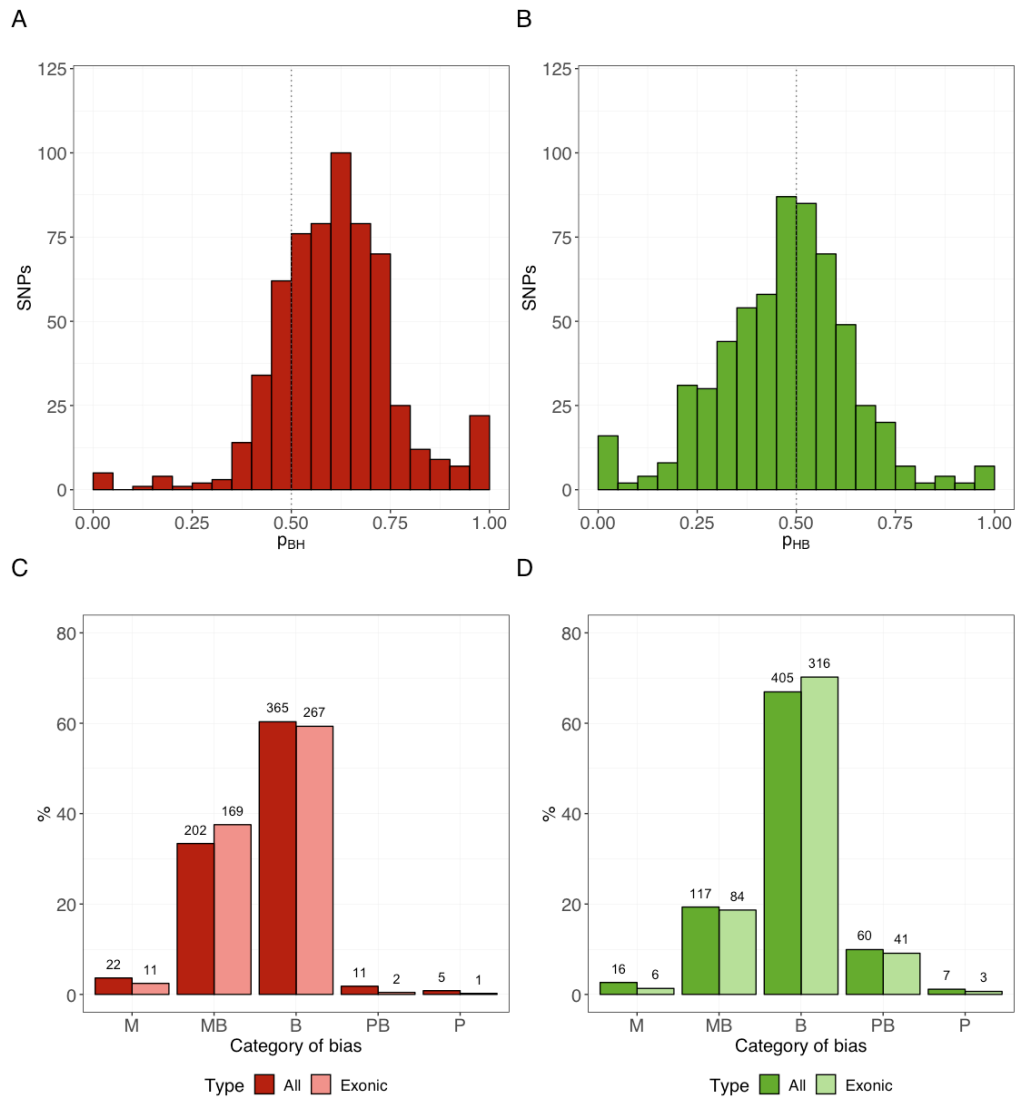 A
B
125
100
75
50
25
0
SNPs
0.00 0.25 0.50 0.75 1.00
pBH
125
100
75
50
25
0
SNPs
0.00 0.25 0.50 0.75 1.00
pHB
C
D
80
60
40
20
0
%
22 11 202 169 365 267 11 2 5 1
M MB B PB P
Category of bias
Type All Exonic
80
60
40
20
0
%
16 6 117 84 405 316 60 41 7 3
M MB B PB P
Category of bias
Type All Exonic